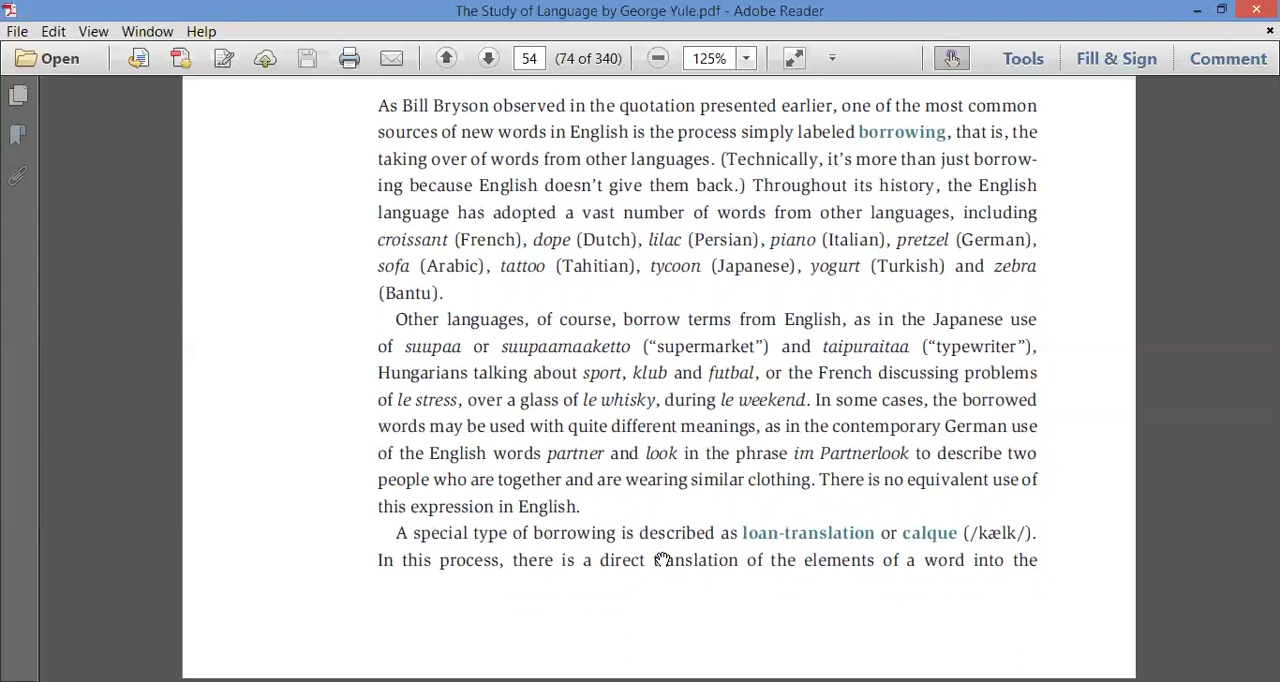 The Study of Language by George Yule.pdf - Adobe Reader
File Edit View Window Help
Open 54 (74 of 340) 125% Tools Fill & Sign Comment
As Bill Bryson observed in the quotation presented earlier, one of the most common
sources of new words in English is the process simply labeled borrowing, that is, the
taking over of words from other languages. (Technically, it’s more than just borrow-
ing because English doesn’t give them back.) Throughout its history, the English
language has adopted a vast number of words from other languages, including
croissant (French), dope (Dutch), lilac (Persian), piano (Italian), pretzel (German),
sofa (Arabic), tattoo (Tahitian), tycoon (Japanese), yogurt (Turkish) and zebra
(Bantu).
Other languages, of course, borrow terms from English, as in the Japanese use
of suupaa or suupaamaaketto (“supermarket”) and taipuraitaa (“typewriter”),
Hungarians talking about sport, klub and futbal, or the French discussing problems
of le stress, over a glass of le whisky, during le weekend. In some cases, the borrowed
words may be used with quite different meanings, as in the contemporary German use
of the English words partner and look in the phrase im Partnerlook to describe two
people who are together and are wearing similar clothing. There is no equivalent use of
this expression in English.
A special type of borrowing is described as loan-translation or calque (/kælk/).
In this process, there is a direct translation of the elements of a word into the